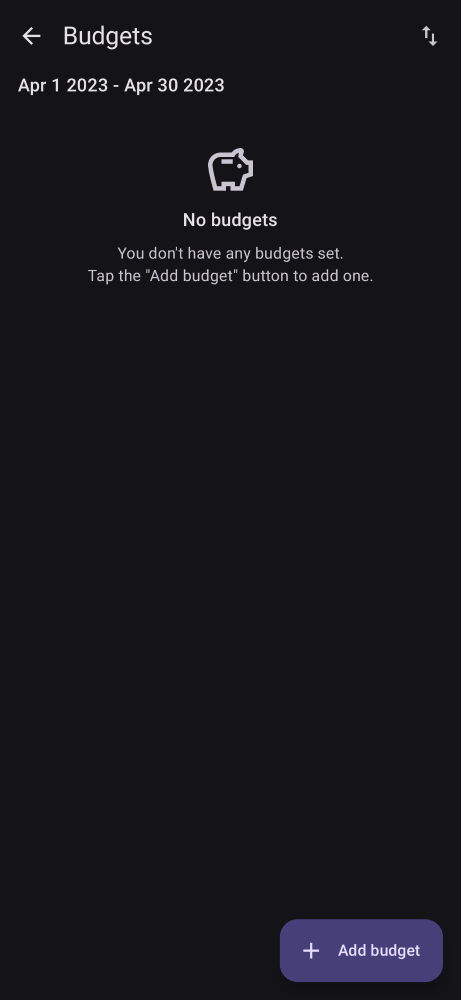 Budgets
Apr 1 2023 - Apr 30 2023
No budgets
You don't have any budgets set.
Tap the "Add budget" button to add one.
Add budget